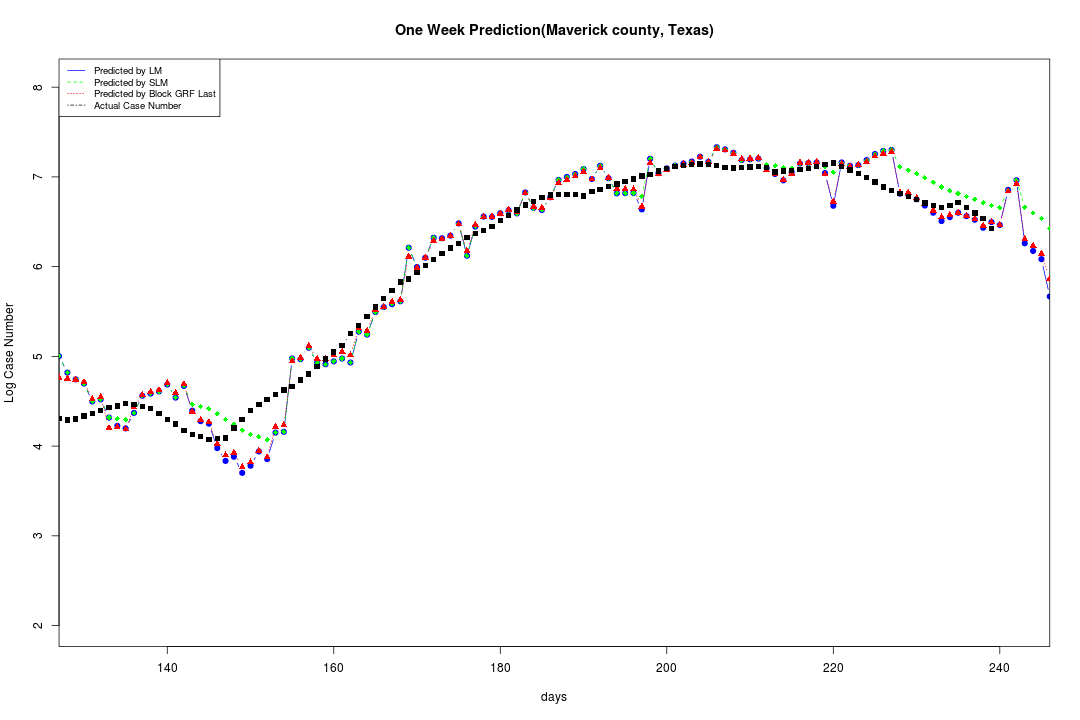 One Week Prediction(Maverick county, Texas)
Predicted by LM
Predicted by SLM
Predicted by Block GRF Last
Actual Case Number
8
7
6
5
4
3
2
Log Case Number
140 160 180 200 220 240
days